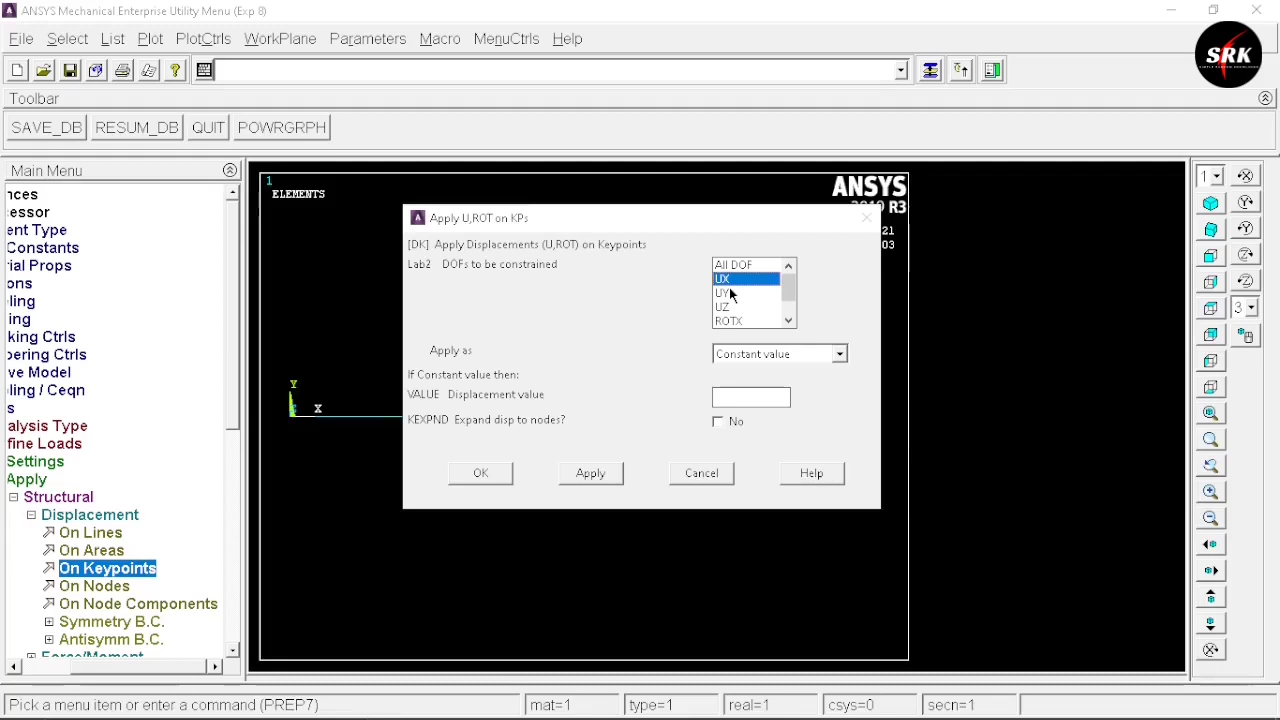 ANSYS Mechanical Enterprise Utility Menu (Exp 8)
File Select List Plot PlotCtrls WorkPlane Parameters Macro MenuCtrls Help
SRK
Toolbar
SAVE_DB RESUM_DB QUIT POWRGRPH
Main Menu
nces
essor
ent Type
Constants
rial Props
ors
ling
ing
king Ctrls
bering Ctrls
ive Model
ling / Ceqn
s
alysis Type
fine Loads
Settings
Apply
Structural
Displacement
On Lines
On Areas
On Keypoints
On Nodes
On Node Components
Symmetry B.C.
Antisymm B.C.
Force/Moment
1
ELEMENTS
ANSYS
2019 R3
21
03
Y
X
Apply U,ROT on KPs
[DK] Apply Displacements (U,ROT) on Keypoints
Lab2 DOFs to be constrained
All DOF
UX
UY
UZ
ROTX
Apply as
Constant value
If Constant value then:
VALUE Displacement value
KEXPND Expand disp to nodes?
No
OK Apply Cancel Help
1
3
Pick a menu item or enter a command (PREP7)
mat=1 type=1 real=1 csys=0 secn=1